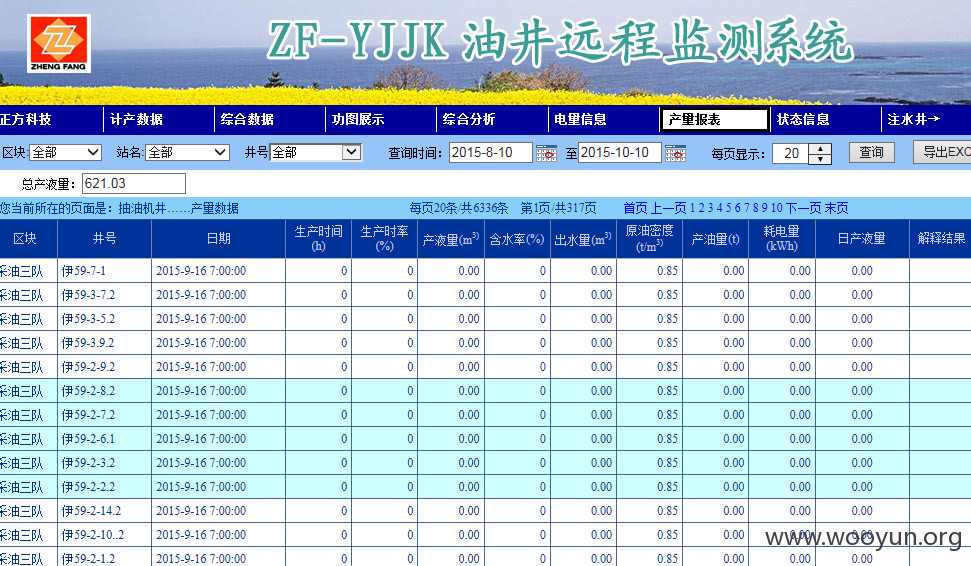 ZHENG FANG
ZF-YJJK 油井远程监测系统
正方科技 计产数据 综合数据 功图展示 综合分析 电量信息 产量报表 状态信息 注水井→
区块: 全部 站名: 全部 井号 全部 查询时间: 2015-8-10 至 2015-10-10 每页显示: 20 查询 导出EXC
总产液量: 621.03
您当前所在的页面是：抽油机井……产量数据 每页20条/共6336条 第1页/共317页 首页 上一页 1 2 3 4 5 6 7 8 9 10 下一页 末页
区块 井号 日期 生产时间(h) 生产时率(%) 产液量(m³) 含水率(%) 出水量(m³) 原油密度(t/m³) 产油量(t) 耗电量(kWh) 日产液量 解释结果
采油三队 伊59-7-1 2015-9-16 7:00:00 0 0 0.00 0 0.00 0.85 0.00 0.00 0.00
采油三队 伊59-3-7.2 2015-9-16 7:00:00 0 0 0.00 0 0.00 0.85 0.00 0.00 0.00
采油三队 伊59-3-5.2 2015-9-16 7:00:00 0 0 0.00 0 0.00 0.85 0.00 0.00 0.00
采油三队 伊59-3.9.2 2015-9-16 7:00:00 0 0 0.00 0 0.00 0.85 0.00 0.00 0.00
采油三队 伊59-2-9.2 2015-9-16 7:00:00 0 0 0.00 0 0.00 0.85 0.00 0.00 0.00
采油三队 伊59-2-8.2 2015-9-16 7:00:00 0 0 0.00 0 0.00 0.85 0.00 0.00 0.00
采油三队 伊59-2-7.2 2015-9-16 7:00:00 0 0 0.00 0 0.00 0.85 0.00 0.00 0.00
采油三队 伊59-2-6.1 2015-9-16 7:00:00 0 0 0.00 0 0.00 0.85 0.00 0.00 0.00
采油三队 伊59-2-3.2 2015-9-16 7:00:00 0 0 0.00 0 0.00 0.85 0.00 0.00 0.00
采油三队 伊59-2-2.2 2015-9-16 7:00:00 0 0 0.00 0 0.00 0.85 0.00 0.00 0.00
采油三队 伊59-2-14.2 2015-9-16 7:00:00 0 0 0.00 0 0.00 0.85 0.00 0.00 0.00
采油三队 伊59-2-10..2 2015-9-16 7:00:00 0 0 0.00 0 0.00 0.85 0.00 0.00 0.00
www.wooyun.org
采油三队 伊59-2-1.2 2015-9-16 7:00:00 0 0 0.00 0 0.00 0.85 0.00 0.00 0.00